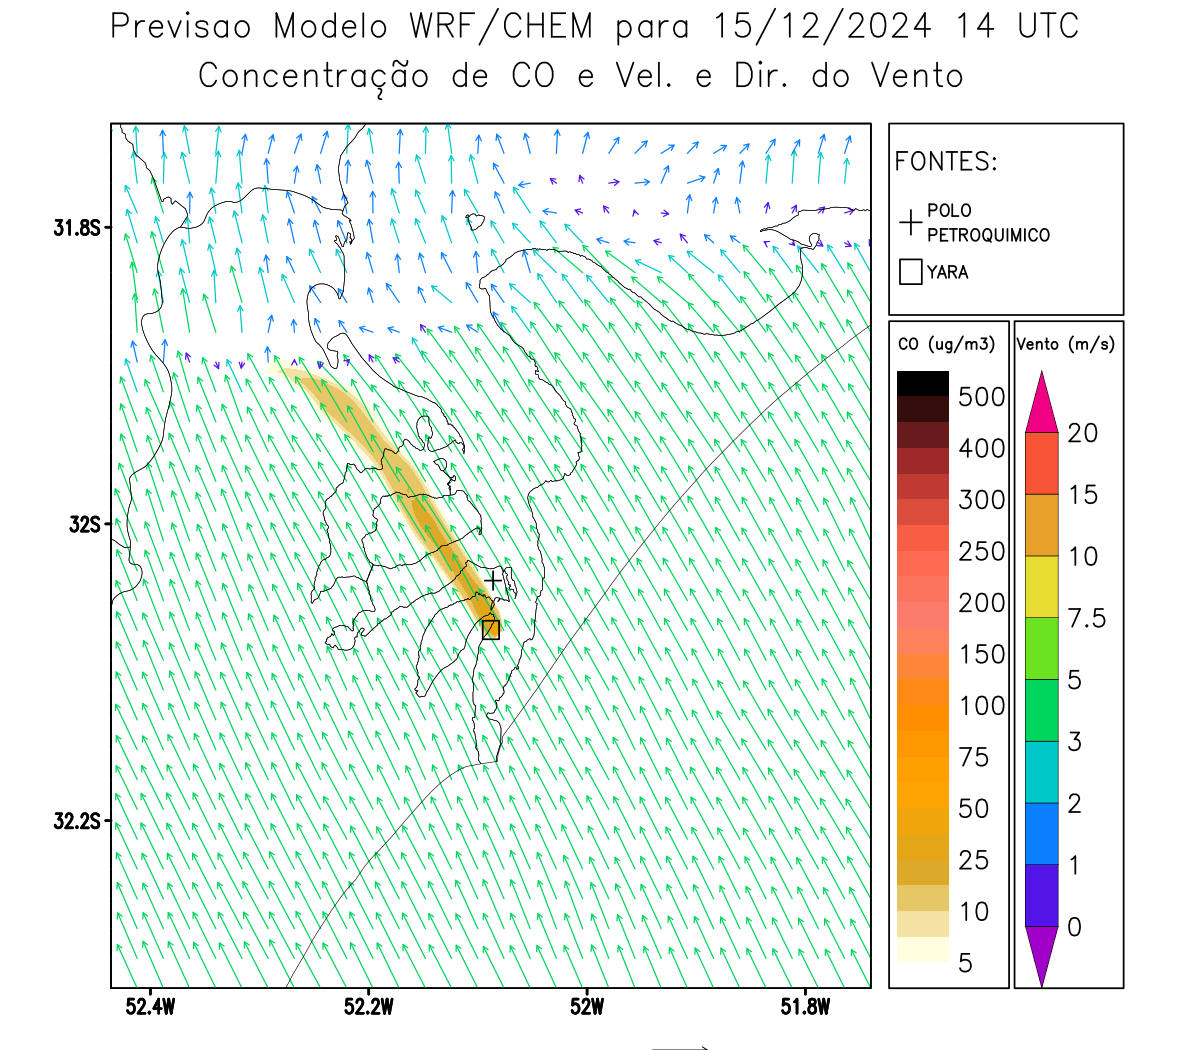 Previsao Modelo WRF/CHEM para 15/12/2024 14 UTC
Concentração de CO e Vel. e Dir. do Vento
FONTES:
POLO
PETROQUIMICO
YARA
CO (ug/m3)
500
400
300
250
200
150
100
75
50
25
10
5
Vento (m/s)
20
15
10
7.5
5
3
2
1
0
31.8S
32S
32.2S
52.4W
52.2W
52W
51.8W